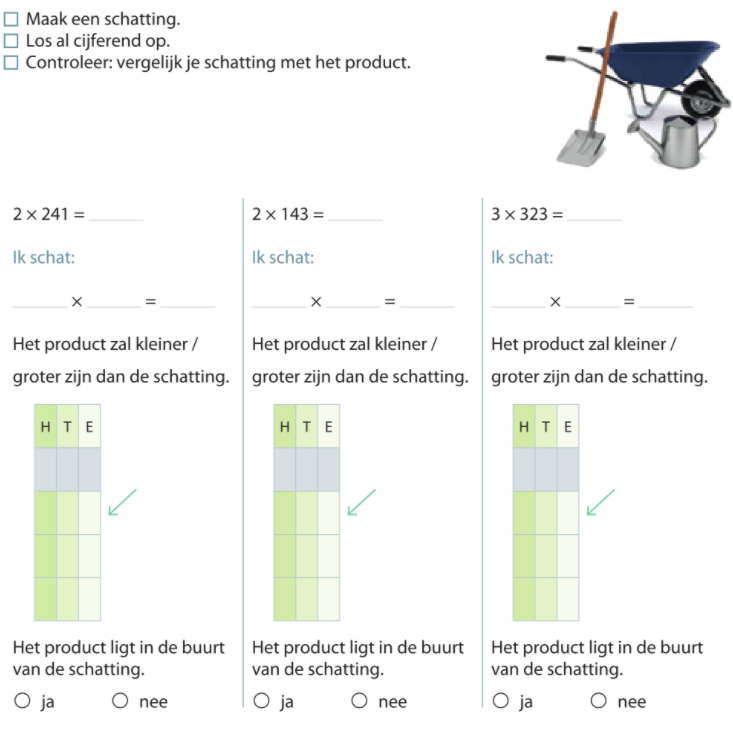 Maak een schatting.
Los al cijferend op.
Controleer: vergelijk je schatting met het product.
2 × 241 = ______
Ik schat:
______ × ______ = ______
Het product zal kleiner /
groter zijn dan de schatting.
H T E
Het product ligt in de buurt
van de schatting.
ja nee
2 × 143 = ______
Ik schat:
______ × ______ = ______
Het product zal kleiner /
groter zijn dan de schatting.
H T E
Het product ligt in de buurt
van de schatting.
ja nee
3 × 323 = ______
Ik schat:
______ × ______ = ______
Het product zal kleiner /
groter zijn dan de schatting.
H T E
Het product ligt in de buurt
van de schatting.
ja nee